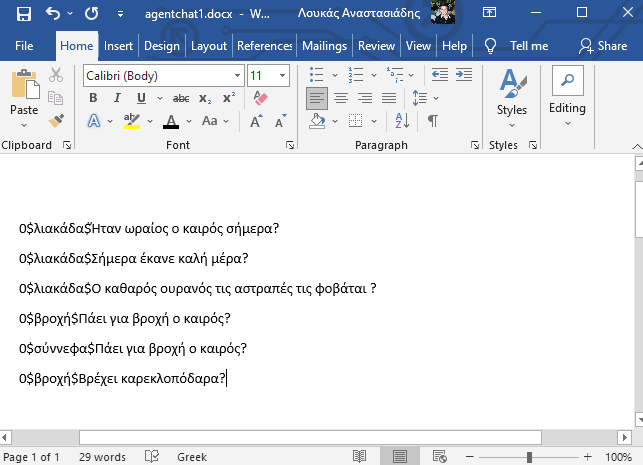 agentchat1.docx - W... Λουκάς Αναστασιάδης
File Home Insert Design Layout References Mailings Review View Help Tell me Share
Paste
Calibri (Body) 11
B I U abc x₂ x²
A ab A Aa A A
Styles
Editing
Clipboard Font Paragraph Styles
0$λιακάδα$Ήταν ωραίος ο καιρός σήμερα?
0$λιακάδα$Σήμερα έκανε καλή μέρα?
0$λιακάδα$Ο καθαρός ουρανός τις αστραπές τις φοβάται ?
0$βροχή$Πάει για βροχή ο καιρός?
0$σύννεφα$Πάει για βροχή ο καιρός?
0$βροχή$Βρέχει καρεκλοπόδαρα?
Page 1 of 1 29 words Greek 100%